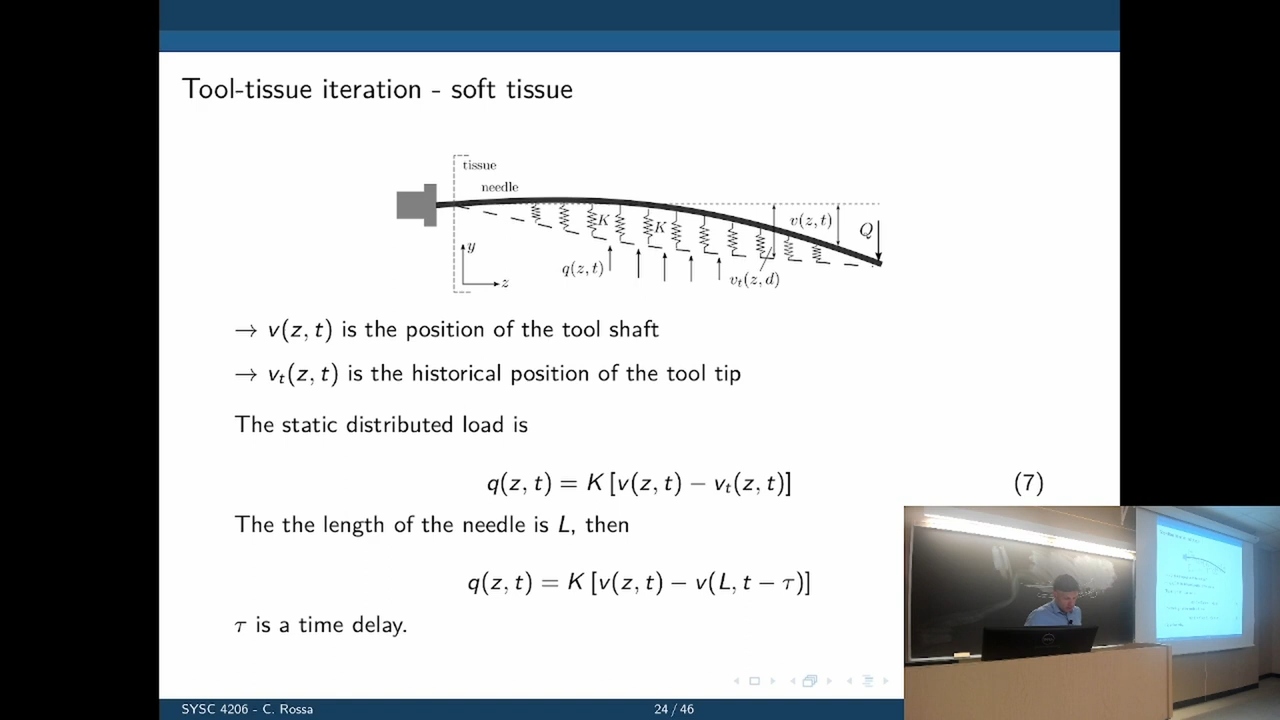 Tool-tissue iteration - soft tissue
tissue
needle
K
K
v(z, t)
Q
y
z
q(z, t)
v_t(z, d)
→ v(z, t) is the position of the tool shaft
→ v_t(z, t) is the historical position of the tool tip
The static distributed load is
q(z, t) = K [v(z, t) − v_t(z, t)] (7)
The the length of the needle is L, then
q(z, t) = K [v(z, t) − v(L, t − τ)]
τ is a time delay.
SYSC 4206 - C. Rossa 24 / 46